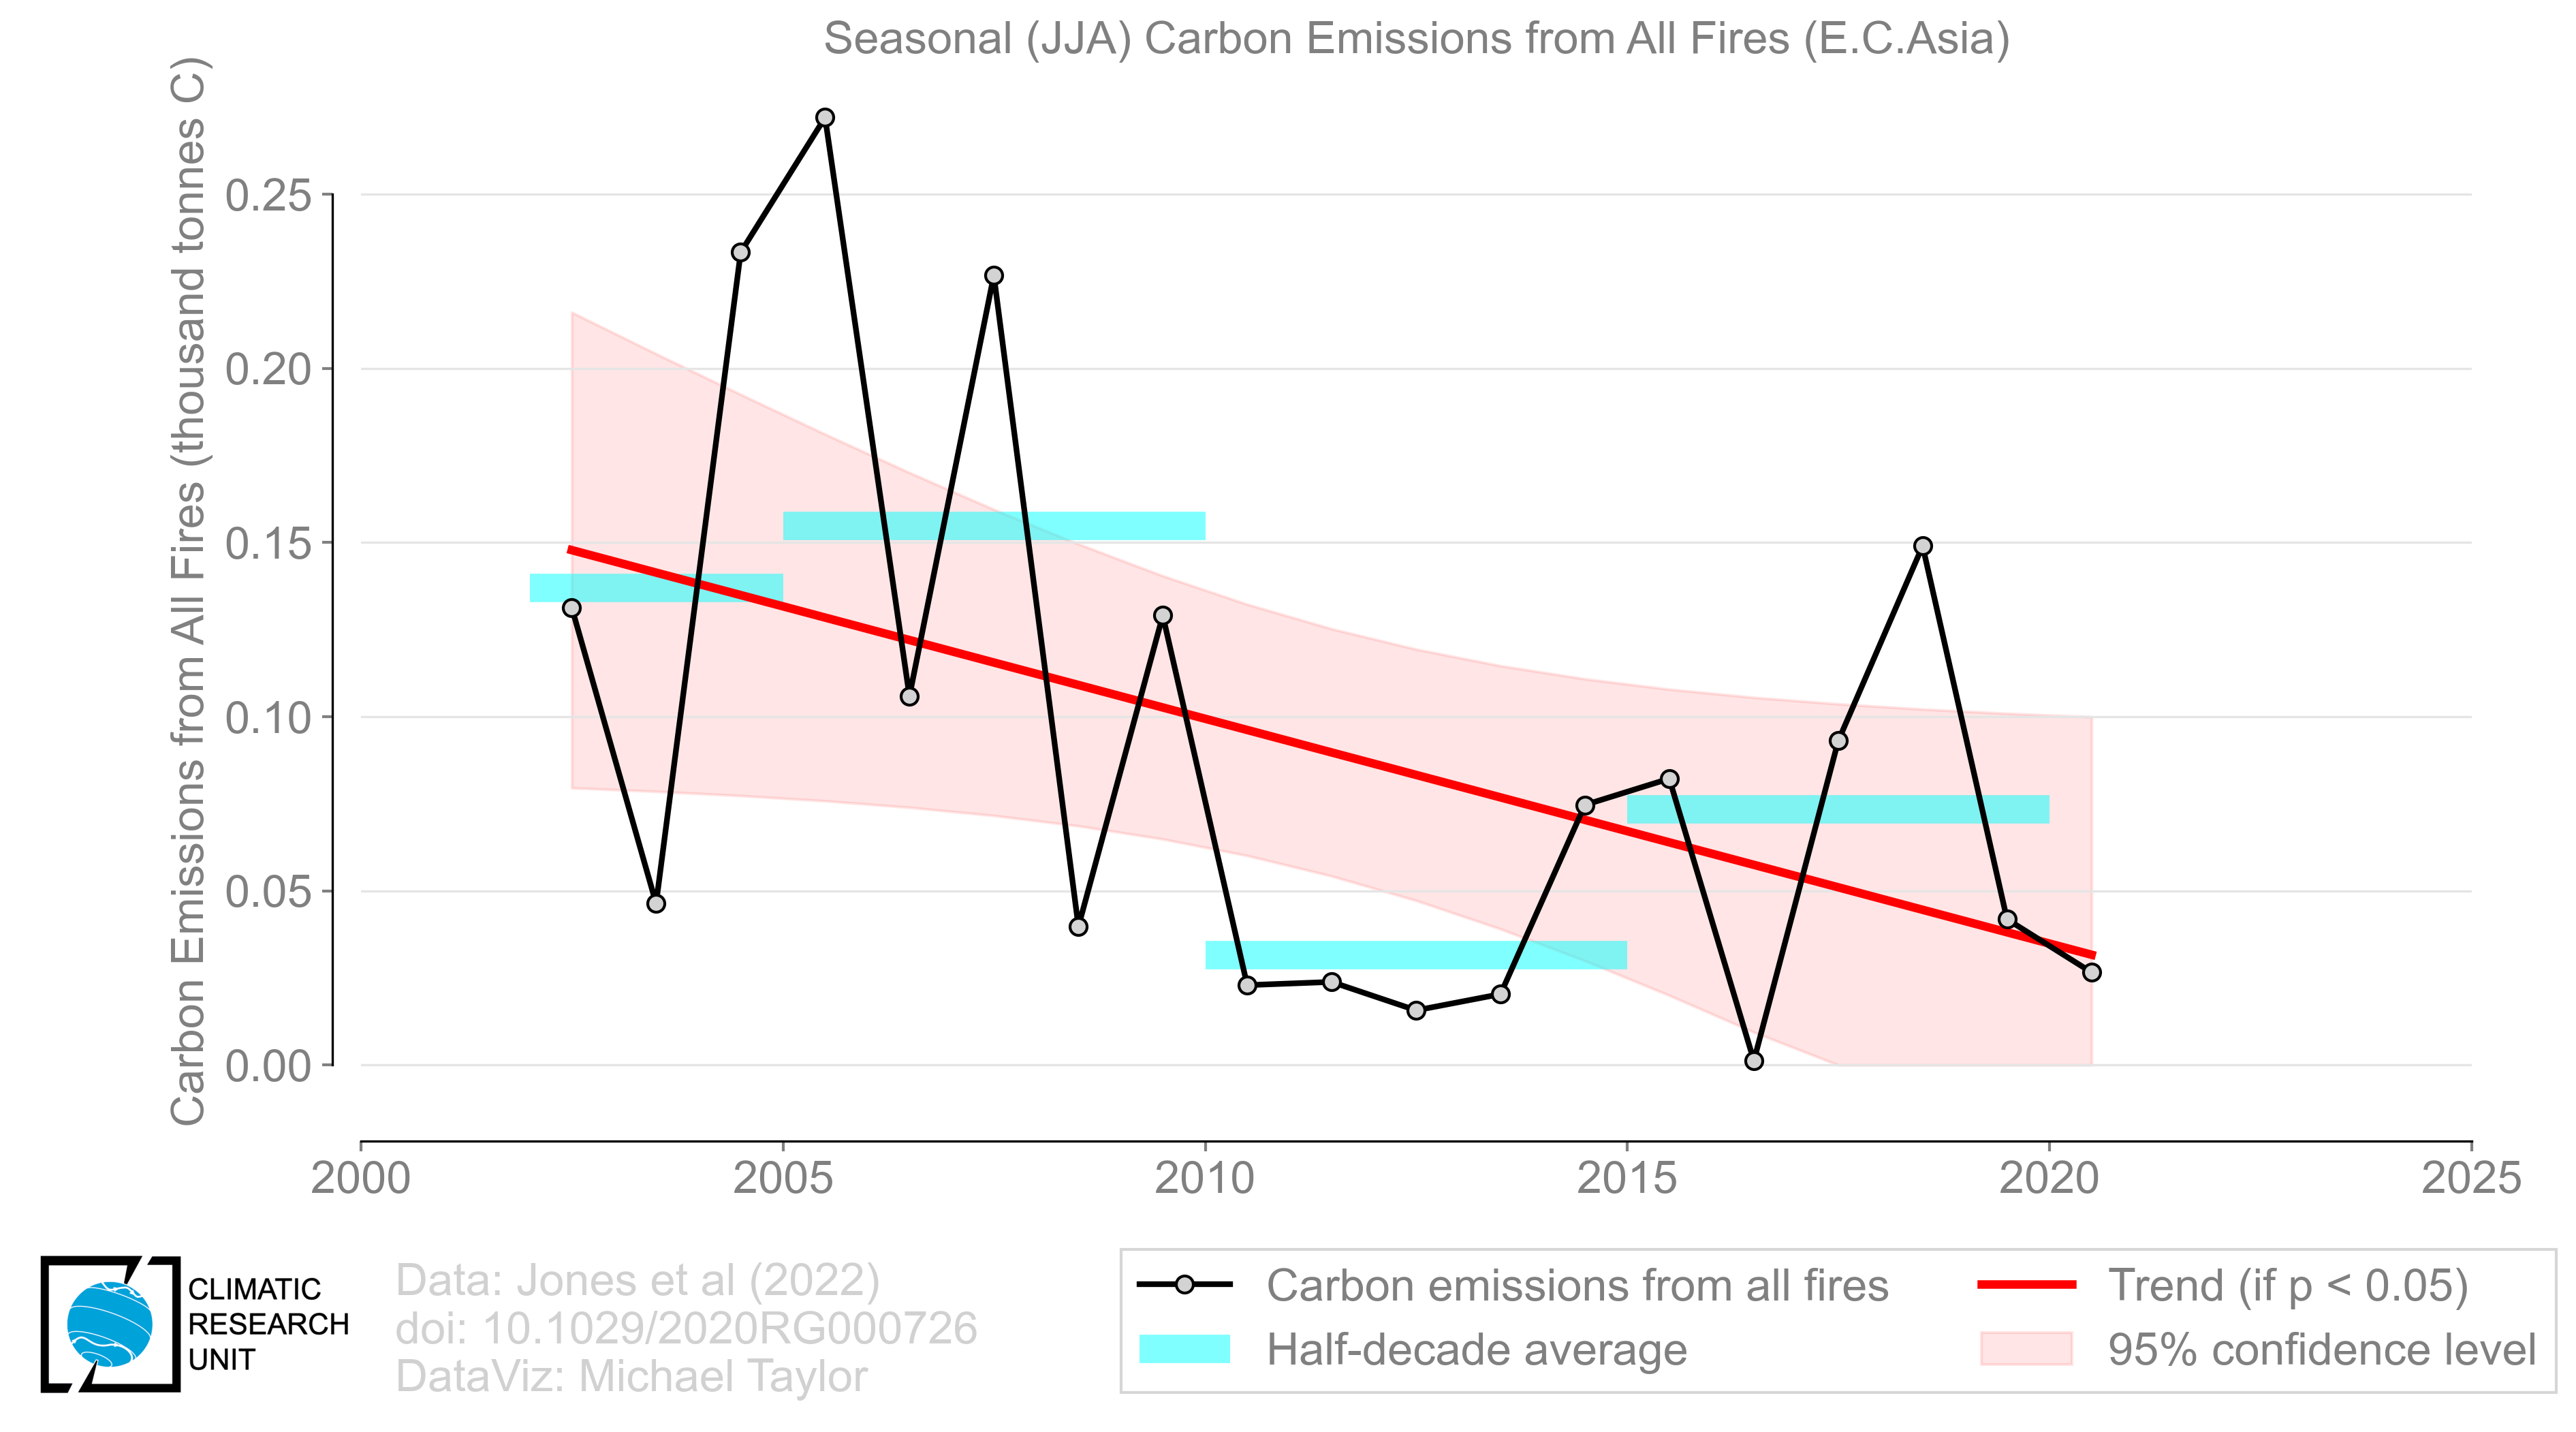 Seasonal (JJA) Carbon Emissions from All Fires (E.C.Asia)
Carbon Emissions from All Fires (thousand tonnes C)
0.25
0.20
0.15
0.10
0.05
0.00
2000 2005 2010 2015 2020 2025
CLIMATIC
RESEARCH
UNIT
Data: Jones et al (2022)
doi: 10.1029/2020RG000726
DataViz: Michael Taylor
Carbon emissions from all fires
Half-decade average
Trend (if p < 0.05)
95% confidence level